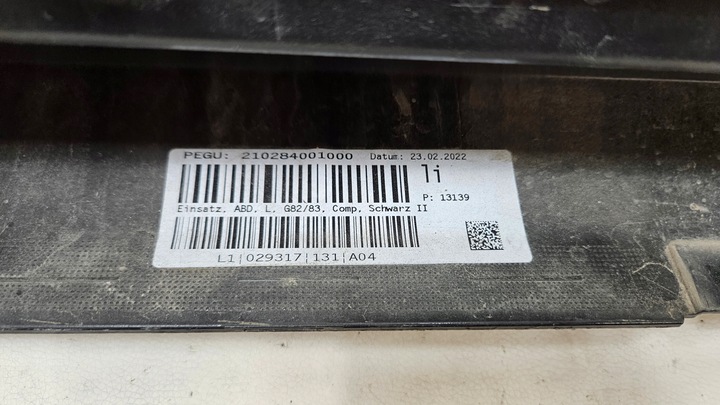 PEGU: 210284001000 Datum: 23.02.2022
li
P: 13139
Einsatz, ABD, L, G82/83, Comp, Schwarz II
L1|029317|131|A04